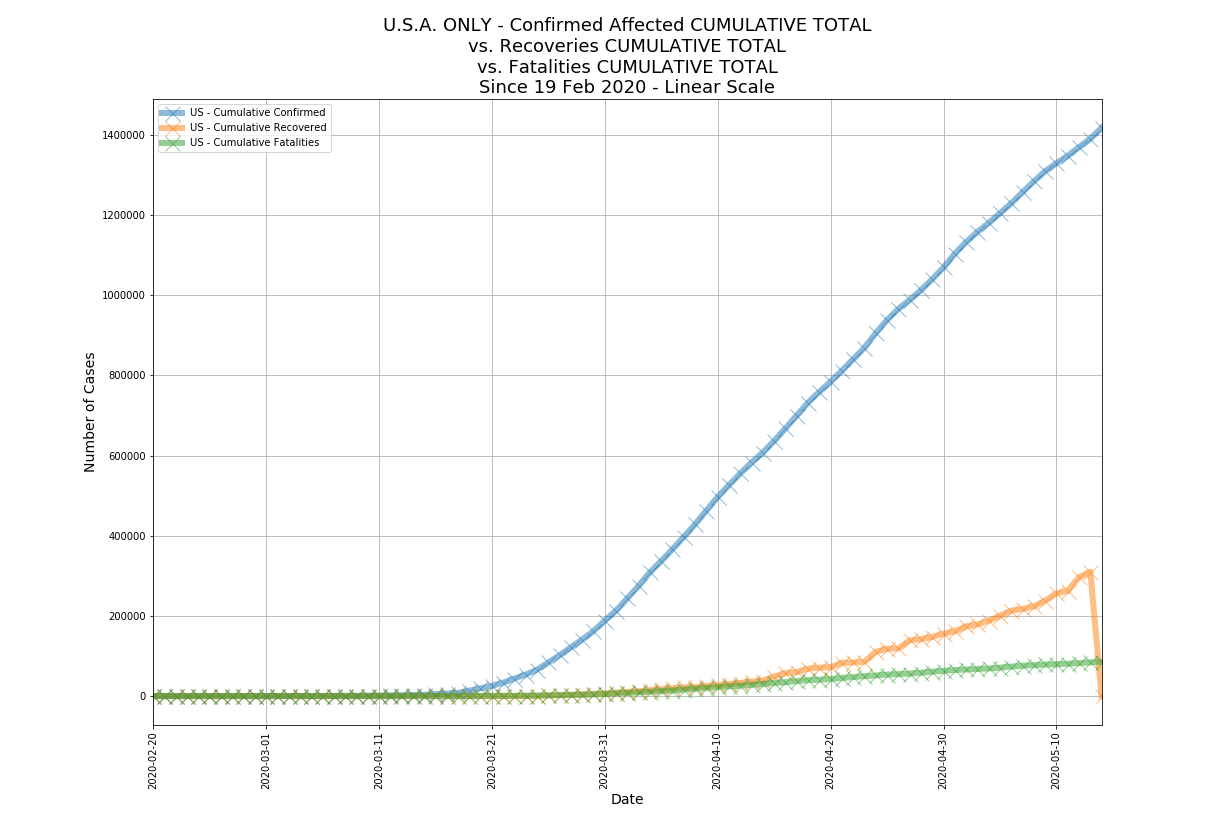 U.S.A. ONLY - Confirmed Affected CUMULATIVE TOTAL
vs. Recoveries CUMULATIVE TOTAL
vs. Fatalities CUMULATIVE TOTAL
Since 19 Feb 2020 - Linear Scale
US - Cumulative Confirmed
US - Cumulative Recovered
US - Cumulative Fatalities
Number of Cases
1400000
1200000
1000000
800000
600000
400000
200000
0
2020-02-20
2020-03-01
2020-03-11
2020-03-21
2020-03-31
2020-04-10
2020-04-20
2020-04-30
2020-05-10
Date